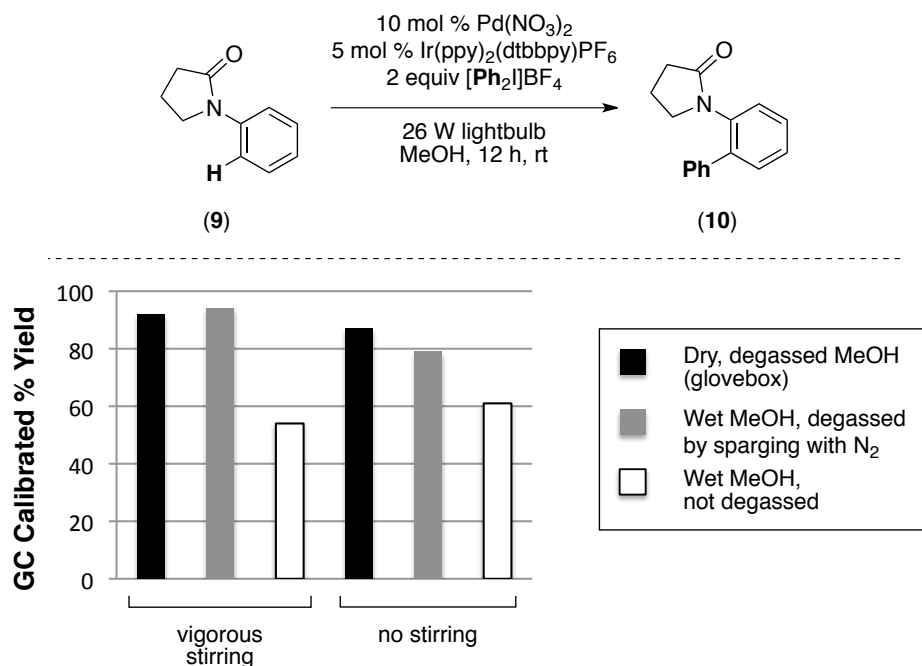 10 mol % Pd(NO3)2
5 mol % Ir(ppy)2(dtbbpy)PF6
2 equiv [Ph2I]BF4
26 W lightbulb
MeOH, 12 h, rt
O
N
H
(9)
O
N
Ph
(10)
GC Calibrated % Yield
100
80
60
40
20
0
vigorous
stirring
no stirring
Dry, degassed MeOH
(glovebox)
Wet MeOH, degassed
by sparging with N2
Wet MeOH,
not degassed